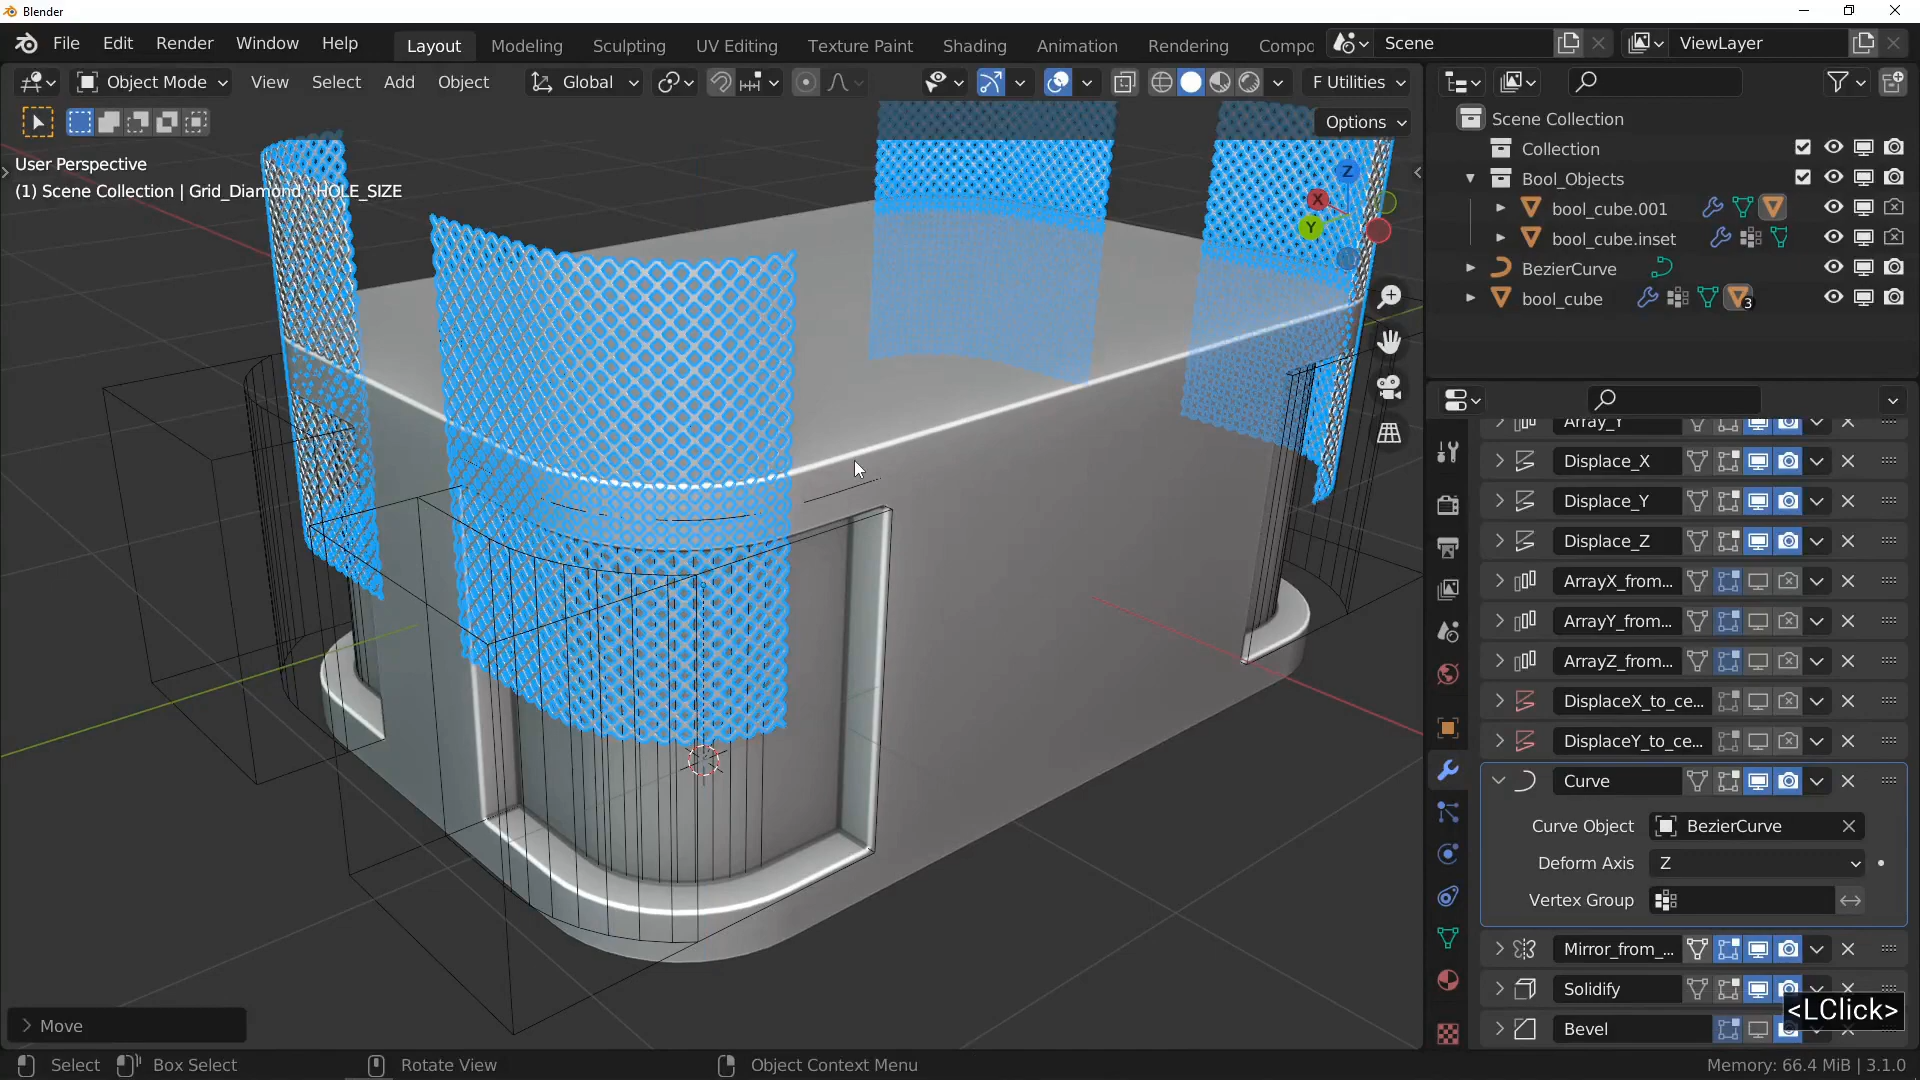 Blender
File Edit Render Window Help Layout Modeling Sculpting UV Editing Texture Paint Shading Animation Rendering Compo Scene ViewLayer
Object Mode View Select Add Object Global F Utilities
Options
User Perspective
(1) Scene Collection | Grid_Diamond : HOLE_SIZE
Z
X
Y
Scene Collection
Collection
Bool_Objects
bool_cube.001
bool_cube.inset
BezierCurve
bool_cube 3
Array_Y
Displace_X
Displace_Y
Displace_Z
ArrayX_from...
ArrayY_from...
ArrayZ_from...
DisplaceX_to_ce...
DisplaceY_to_ce...
Curve
Curve Object BezierCurve
Deform Axis Z
Vertex Group
Mirror_from_...
Solidify
<LClick>
Bevel
Move
Select Box Select Rotate View Object Context Menu Memory: 66.4 MiB | 3.1.0